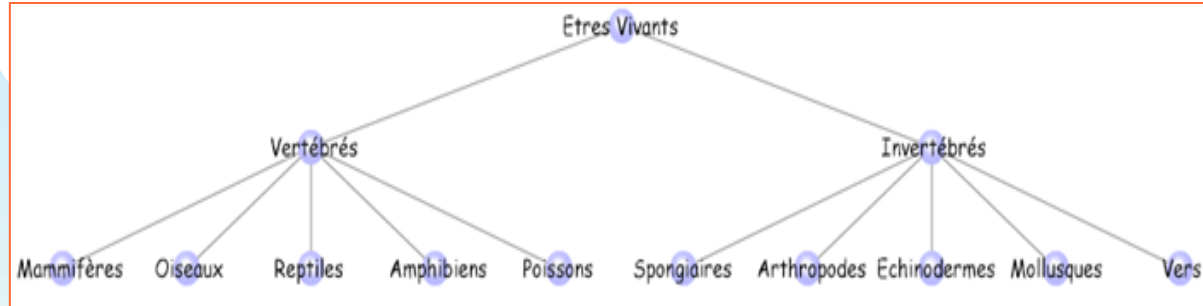 Etres Vivants
Vertébrés Invertébrés
Mammifères Oiseaux Reptiles Amphibiens Poissons Spongiaires Arthropodes Echinodermes Mollusques Vers